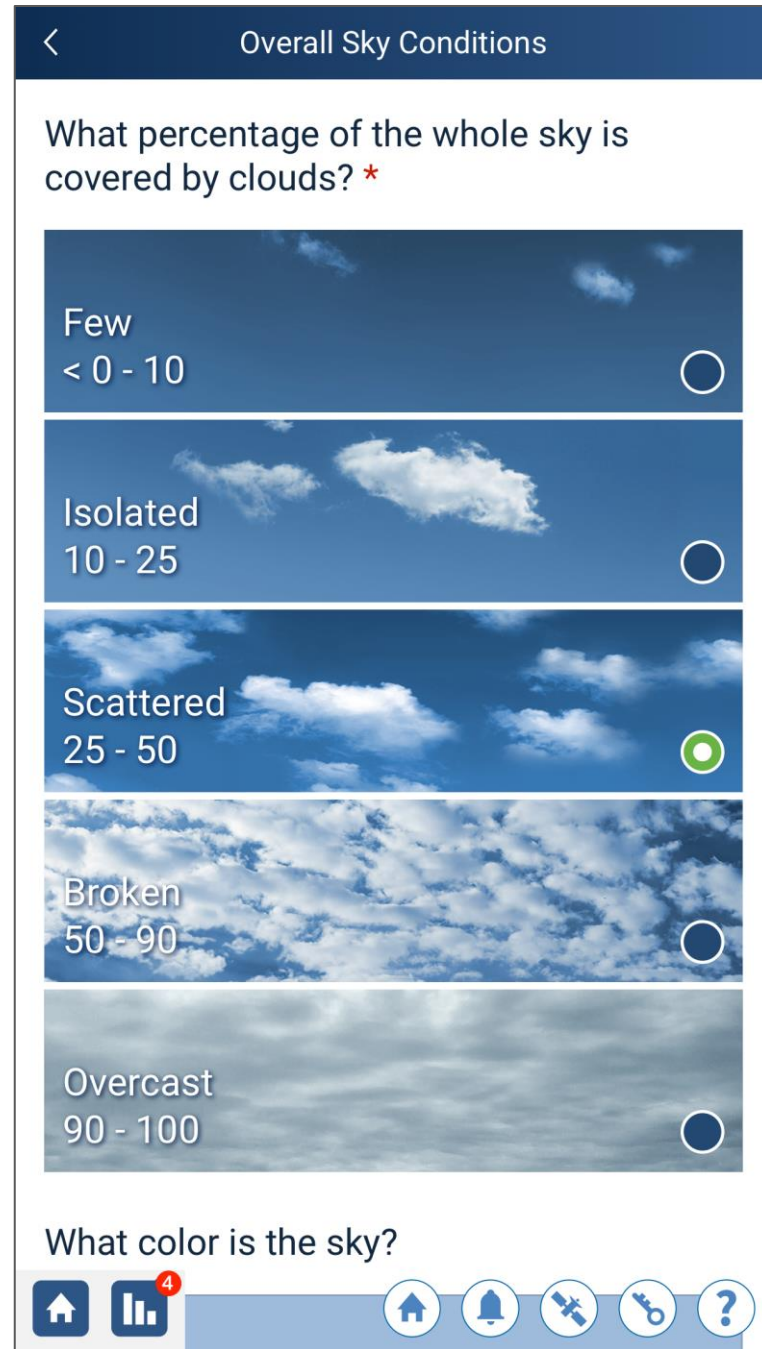 Overall Sky Conditions
What percentage of the whole sky is
covered by clouds? *
Few
< 0 - 10
Isolated
10 - 25
Scattered
25 - 50
Broken
50 - 90
Overcast
90 - 100
What color is the sky?
4
?